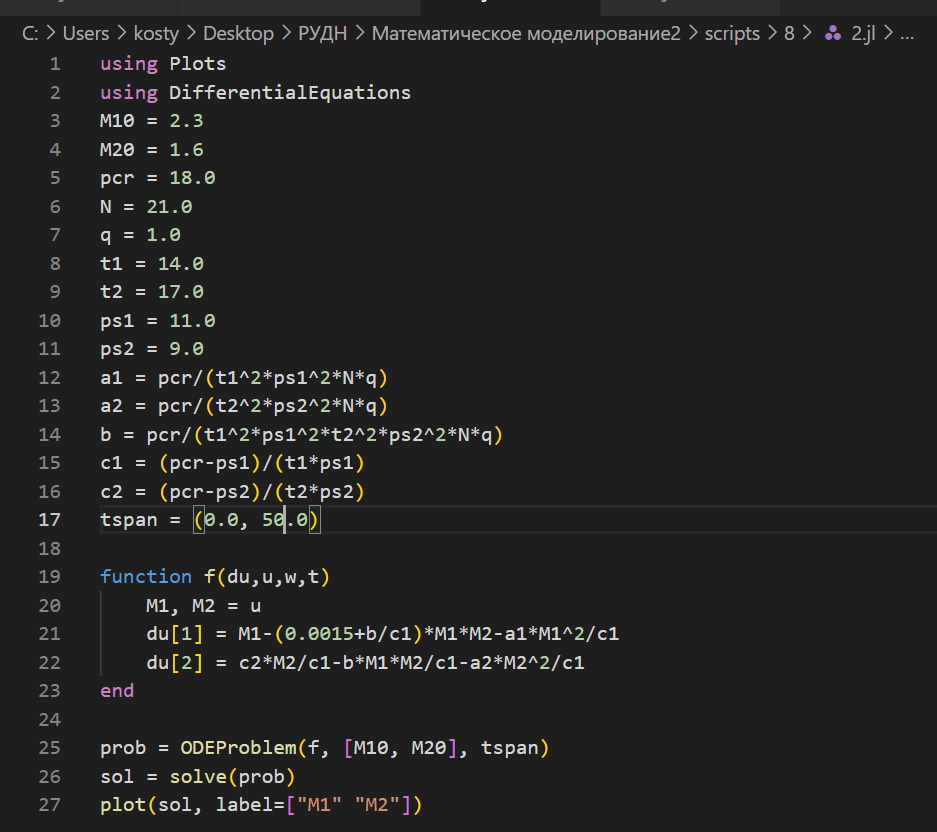 C: > Users > kosty > Desktop > РУДН > Математическое моделирование2 > scripts > 8 > 2.jl > ...
1 using Plots
2 using DifferentialEquations
3 M10 = 2.3
4 M20 = 1.6
5 pcr = 18.0
6 N = 21.0
7 q = 1.0
8 t1 = 14.0
9 t2 = 17.0
10 ps1 = 11.0
11 ps2 = 9.0
12 a1 = pcr/(t1^2*ps1^2*N*q)
13 a2 = pcr/(t2^2*ps2^2*N*q)
14 b = pcr/(t1^2*ps1^2*t2^2*ps2^2*N*q)
15 c1 = (pcr-ps1)/(t1*ps1)
16 c2 = (pcr-ps2)/(t2*ps2)
17 tspan = (0.0, 50.0)
18
19 function f(du,u,w,t)
20     M1, M2 = u
21     du[1] = M1-(0.0015+b/c1)*M1*M2-a1*M1^2/c1
22     du[2] = c2*M2/c1-b*M1*M2/c1-a2*M2^2/c1
23 end
24
25 prob = ODEProblem(f, [M10, M20], tspan)
26 sol = solve(prob)
27 plot(sol, label=["M1" "M2"])